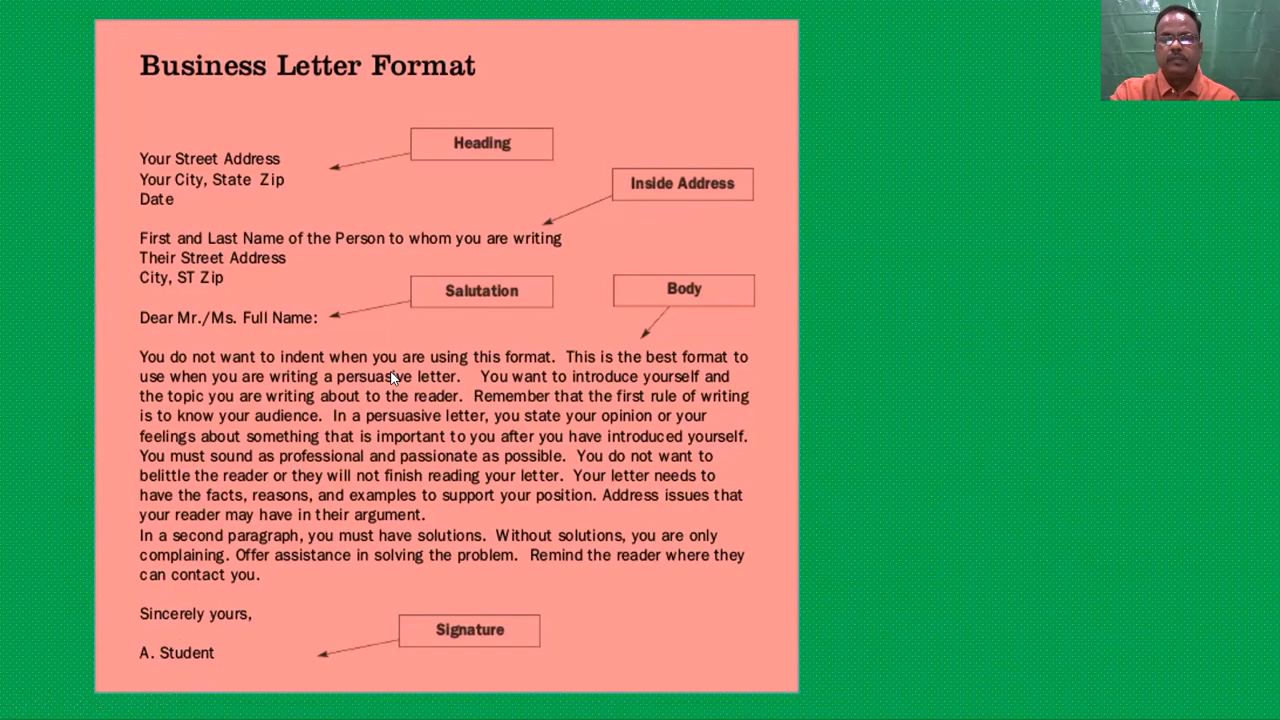 Business Letter Format
Heading
Your Street Address
Your City, State Zip
Date
Inside Address
First and Last Name of the Person to whom you are writing
Their Street Address
City, ST Zip
Salutation
Body
Dear Mr./Ms. Full Name:
You do not want to indent when you are using this format. This is the best format to
use when you are writing a persuasive letter. You want to introduce yourself and
the topic you are writing about to the reader. Remember that the first rule of writing
is to know your audience. In a persuasive letter, you state your opinion or your
feelings about something that is important to you after you have introduced yourself.
You must sound as professional and passionate as possible. You do not want to
belittle the reader or they will not finish reading your letter. Your letter needs to
have the facts, reasons, and examples to support your position. Address issues that
your reader may have in their argument.
In a second paragraph, you must have solutions. Without solutions, you are only
complaining. Offer assistance in solving the problem. Remind the reader where they
can contact you.
Sincerely yours,
Signature
A. Student